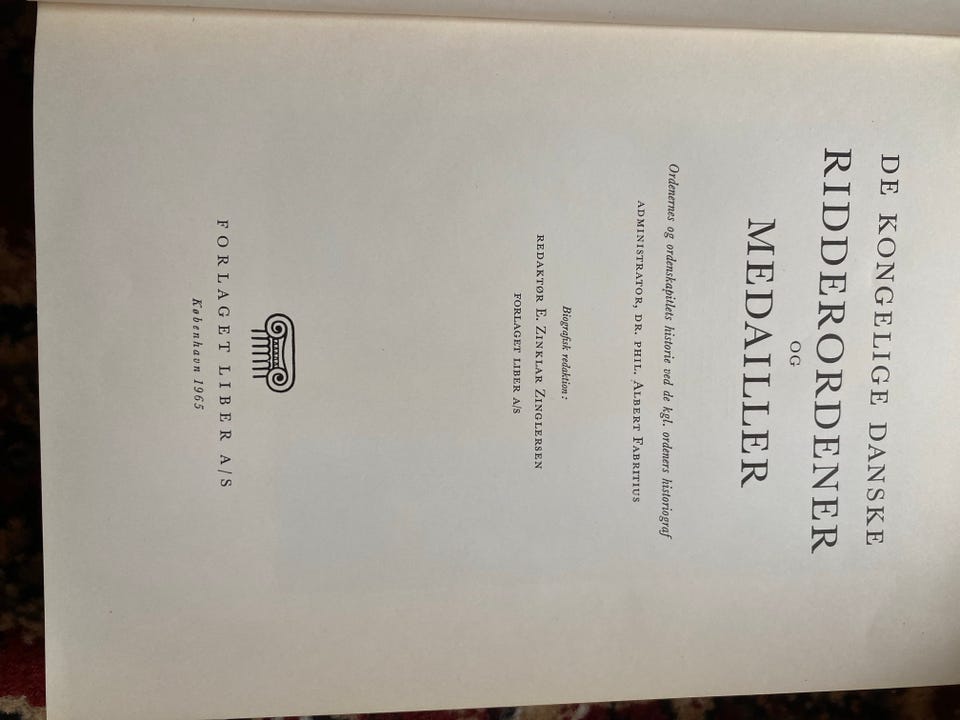 DE KONGELIGE DANSKE
RIDDERORDENER
OG
MEDAILLER
Ordenernes og ordenskapitlets historie ved de kgl. ordeners historiograf
ADMINISTRATOR, DR. PHIL. ALBERT FABRITIUS
Biografisk redaktion:
REDAKTØR E. ZINKLAR ZINGLERSEN
FORLAGET LIBER A/S
FORLAGET LIBER A/S
København 1965